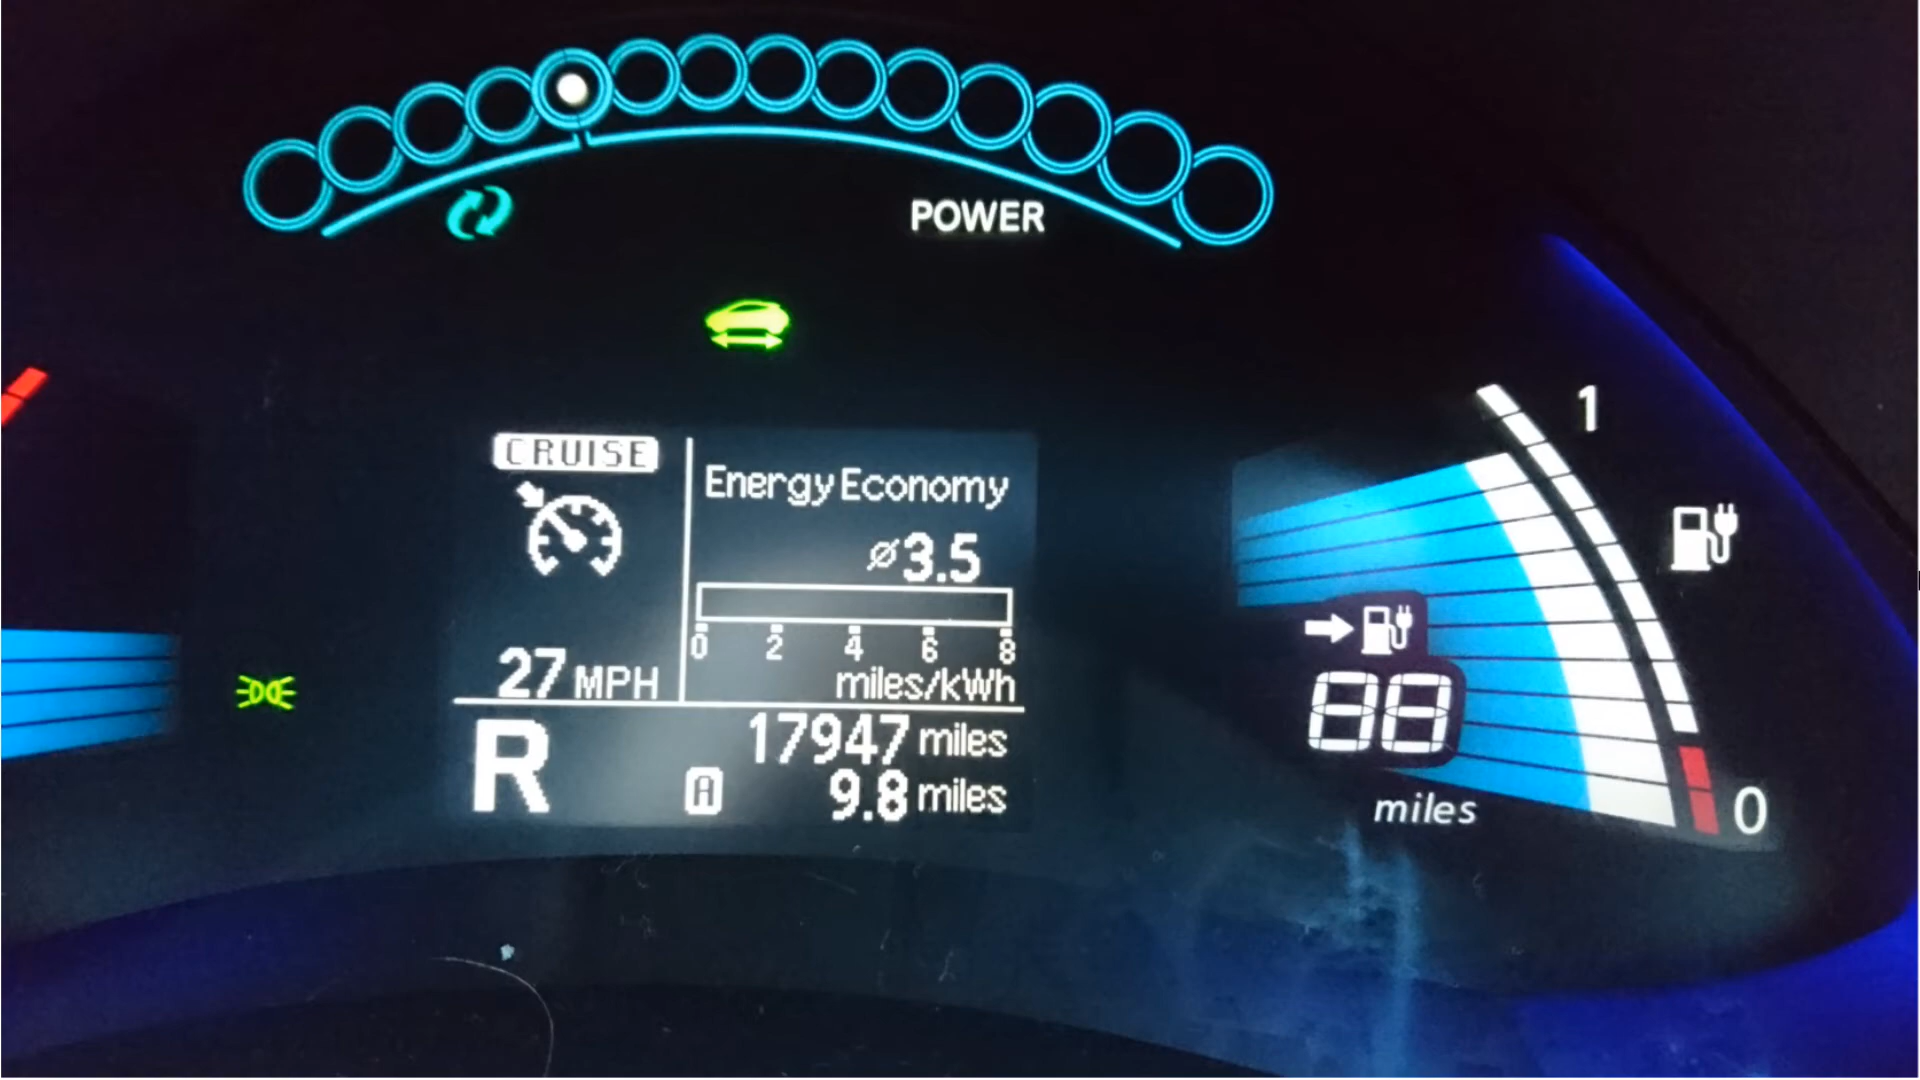 POWER
CRUISE
Energy Economy
ø3.5
0 2 4 6 8
miles/kWh
27 MPH
R
17947 miles
A 9.8 miles
1
88
miles
0